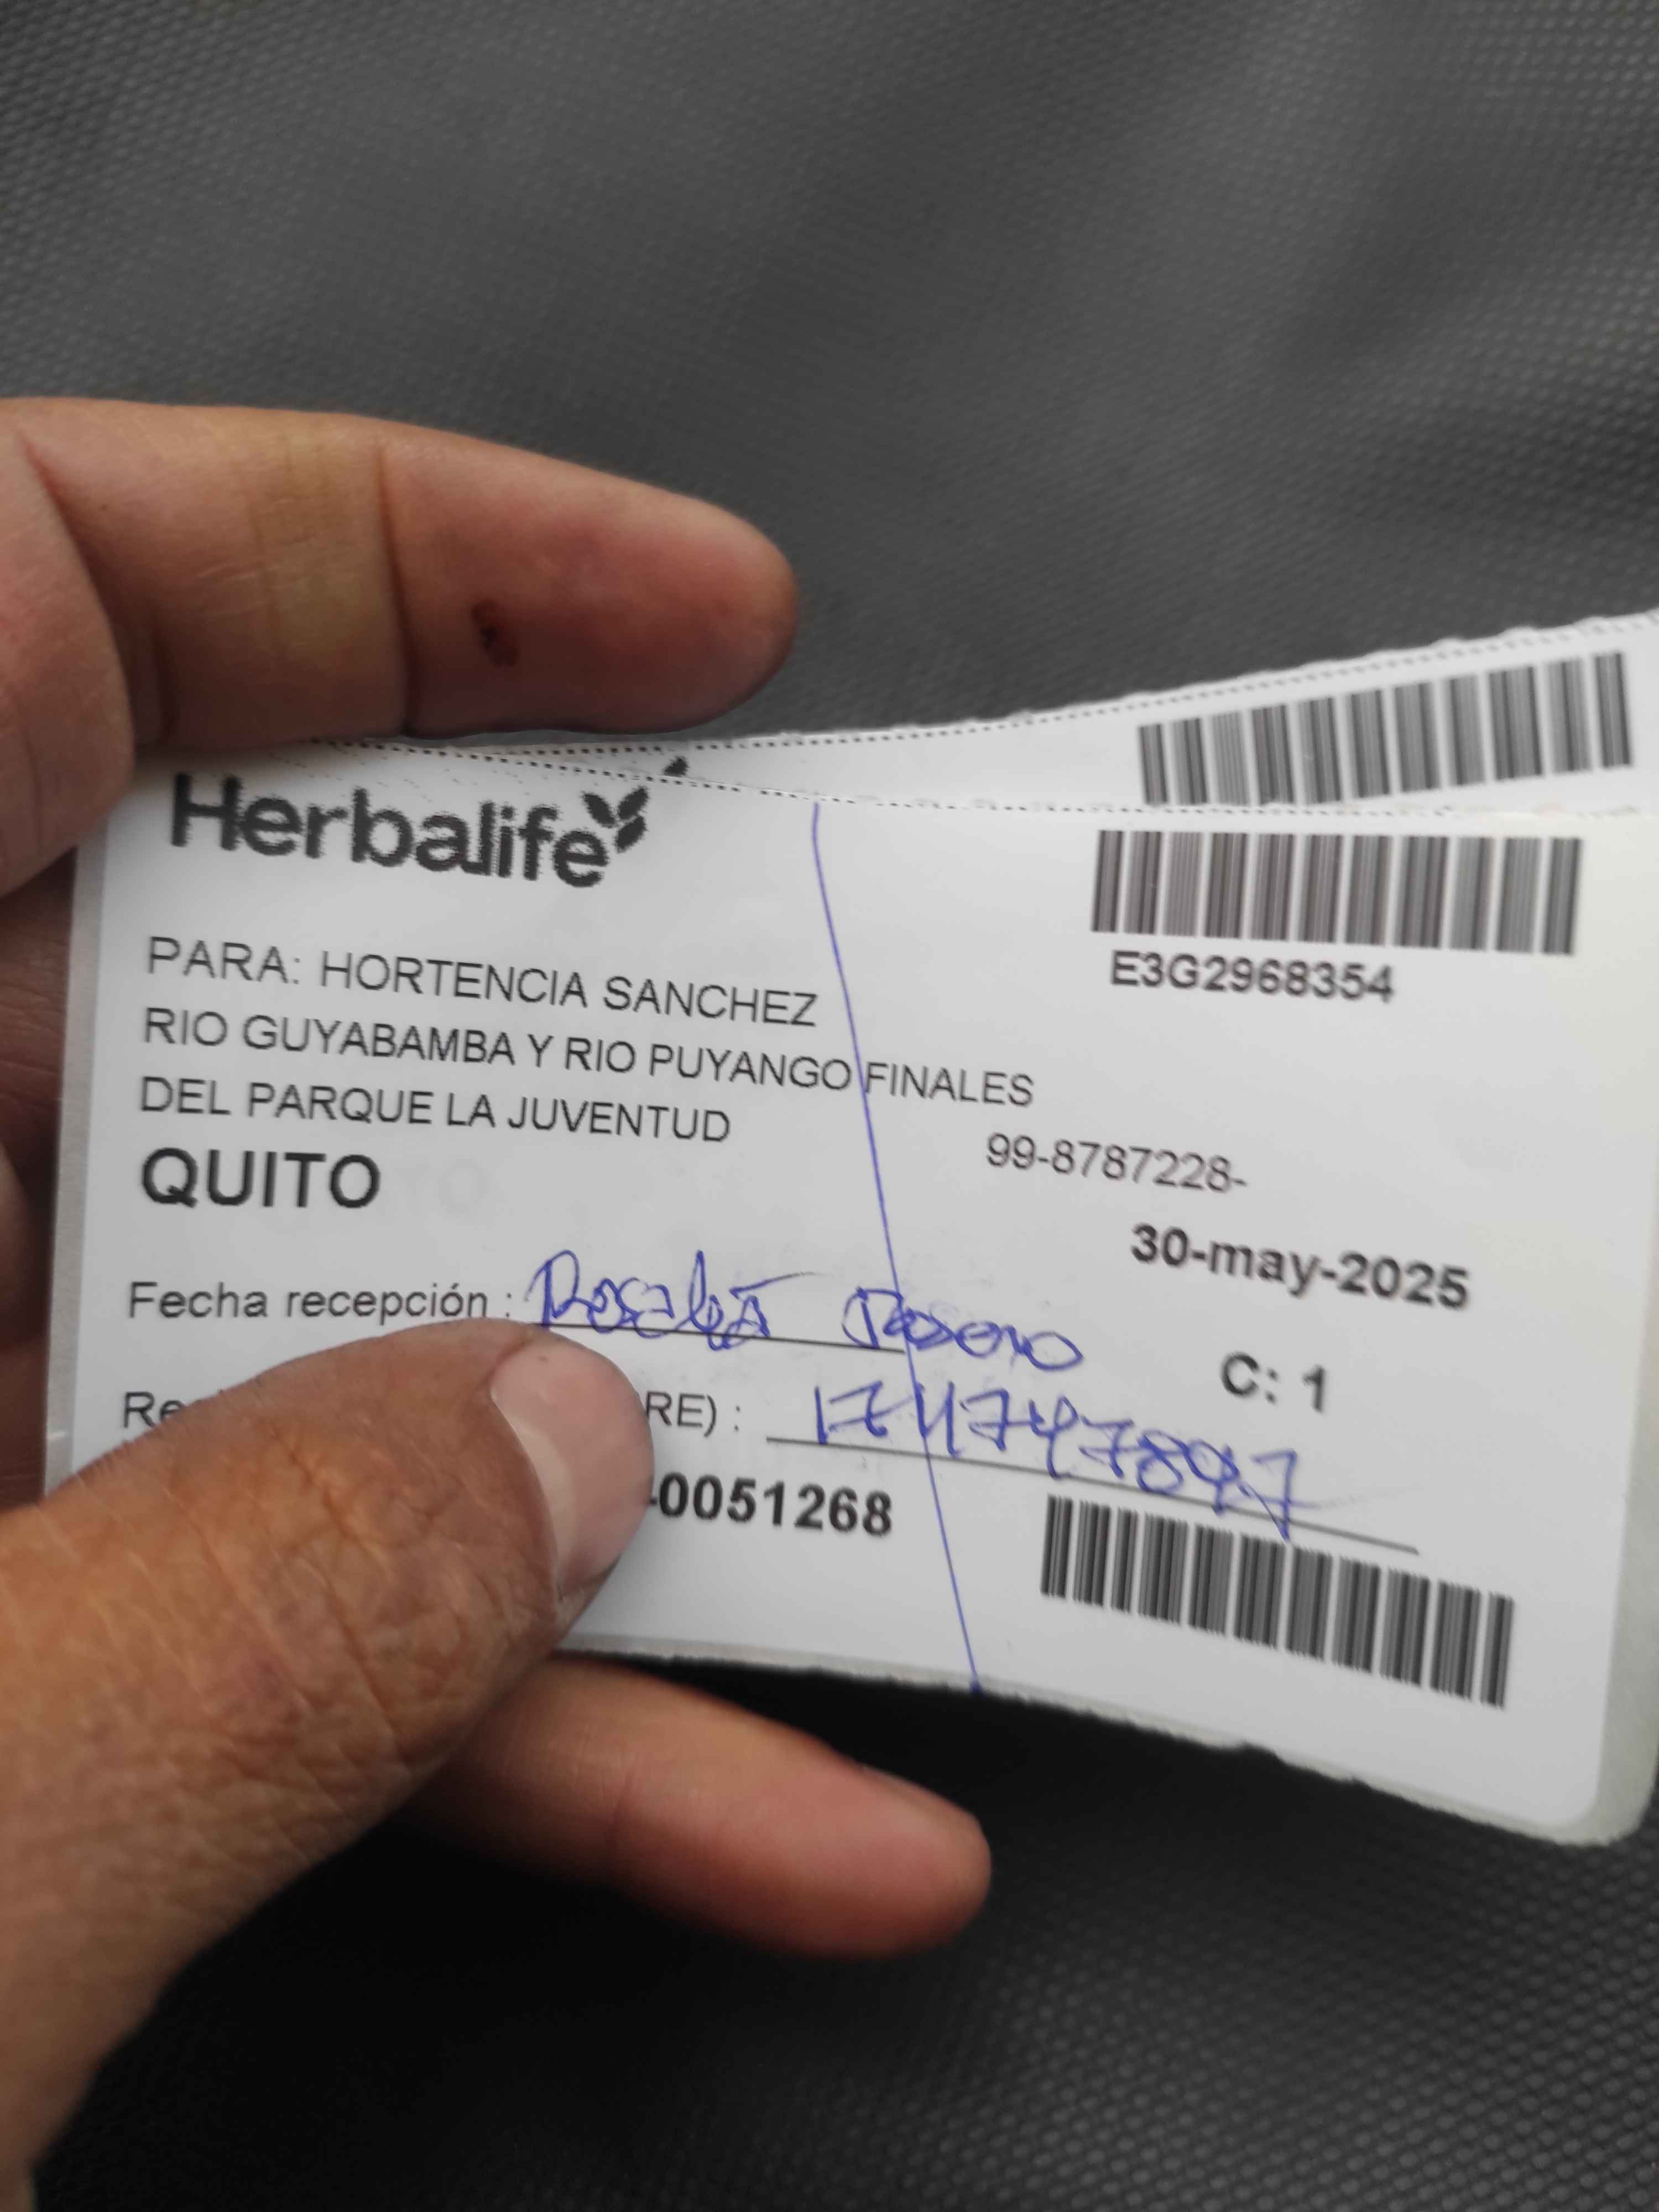 Herbalife
E3G2968354
PARA: HORTENCIA SANCHEZ
RIO GUYABAMBA Y RIO PUYANGO FINALES
DEL PARQUE LA JUVENTUD
99-8787228-
QUITO
30-may-2025
Fecha recepción :
C: 1
RE) :
-0051268